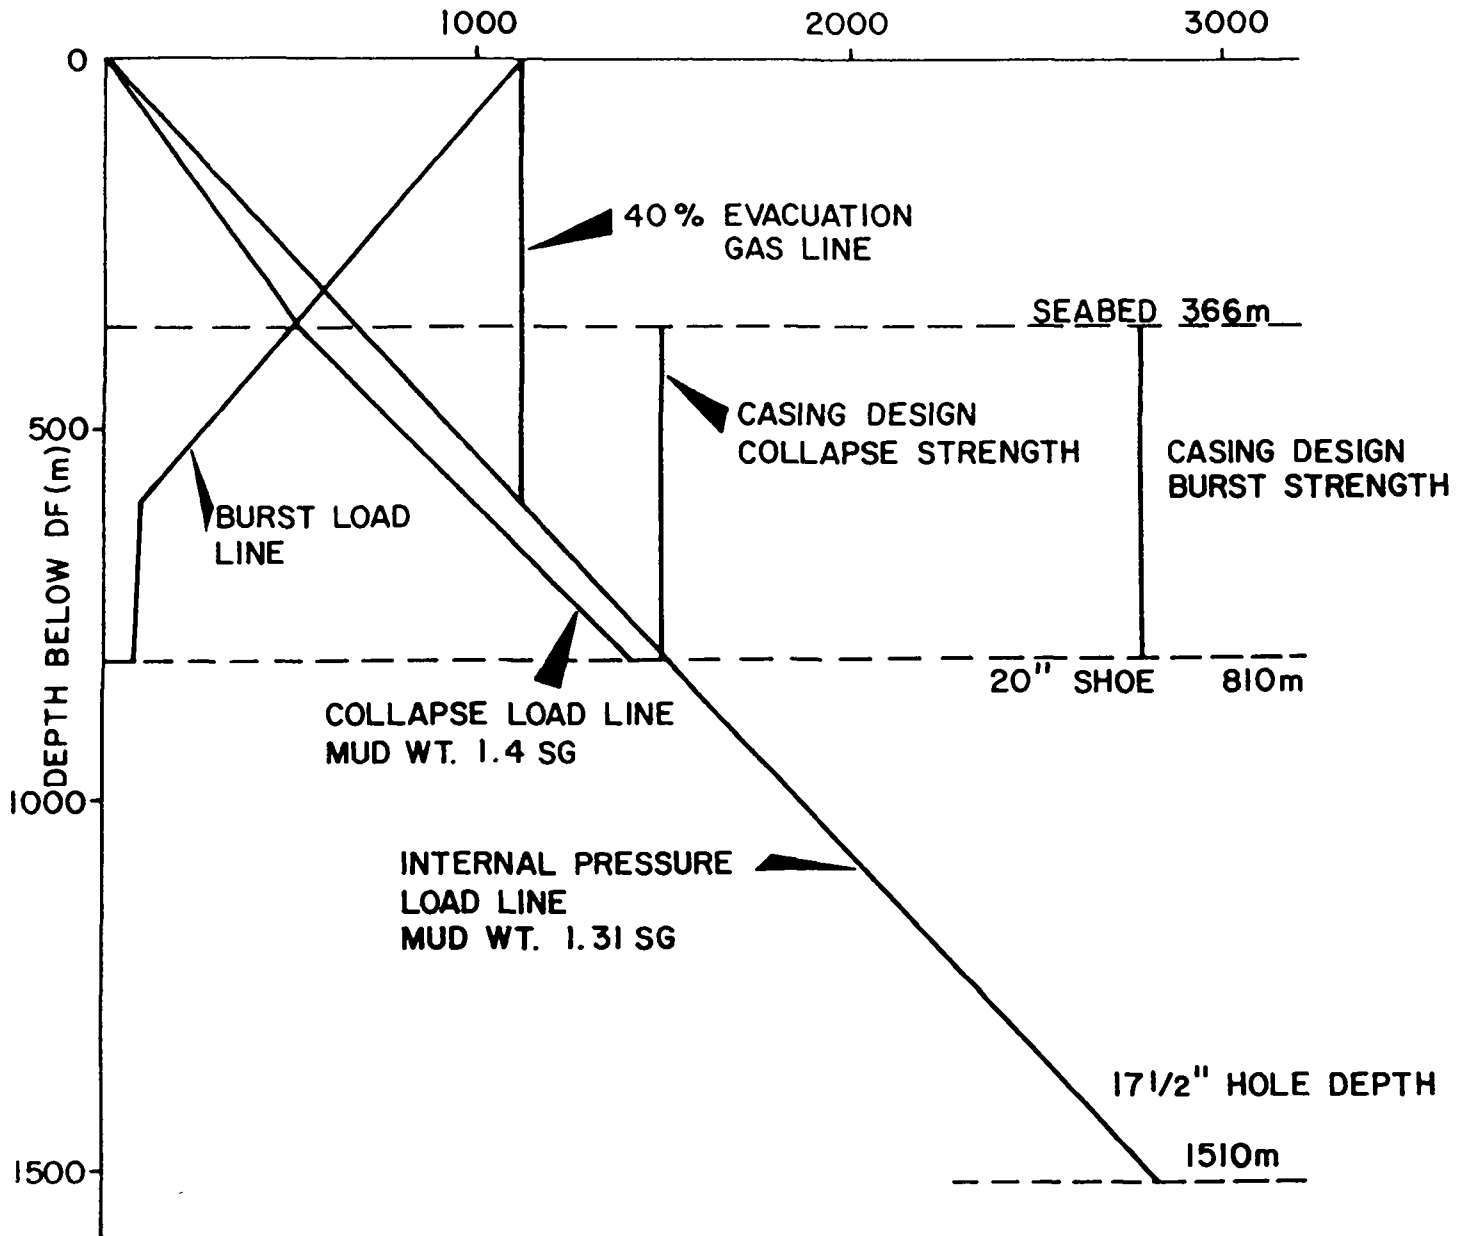 1000 2000 3000
0
40% EVACUATION
GAS LINE
SEABED 366m
CASING DESIGN
COLLAPSE STRENGTH
CASING DESIGN
BURST STRENGTH
500
BURST LOAD
LINE
DEPTH BELOW DF (m)
20" SHOE 810m
COLLAPSE LOAD LINE
MUD WT. 1.4 SG
1000
INTERNAL PRESSURE
LOAD LINE
MUD WT. 1.31 SG
17 1/2" HOLE DEPTH
1510m
1500